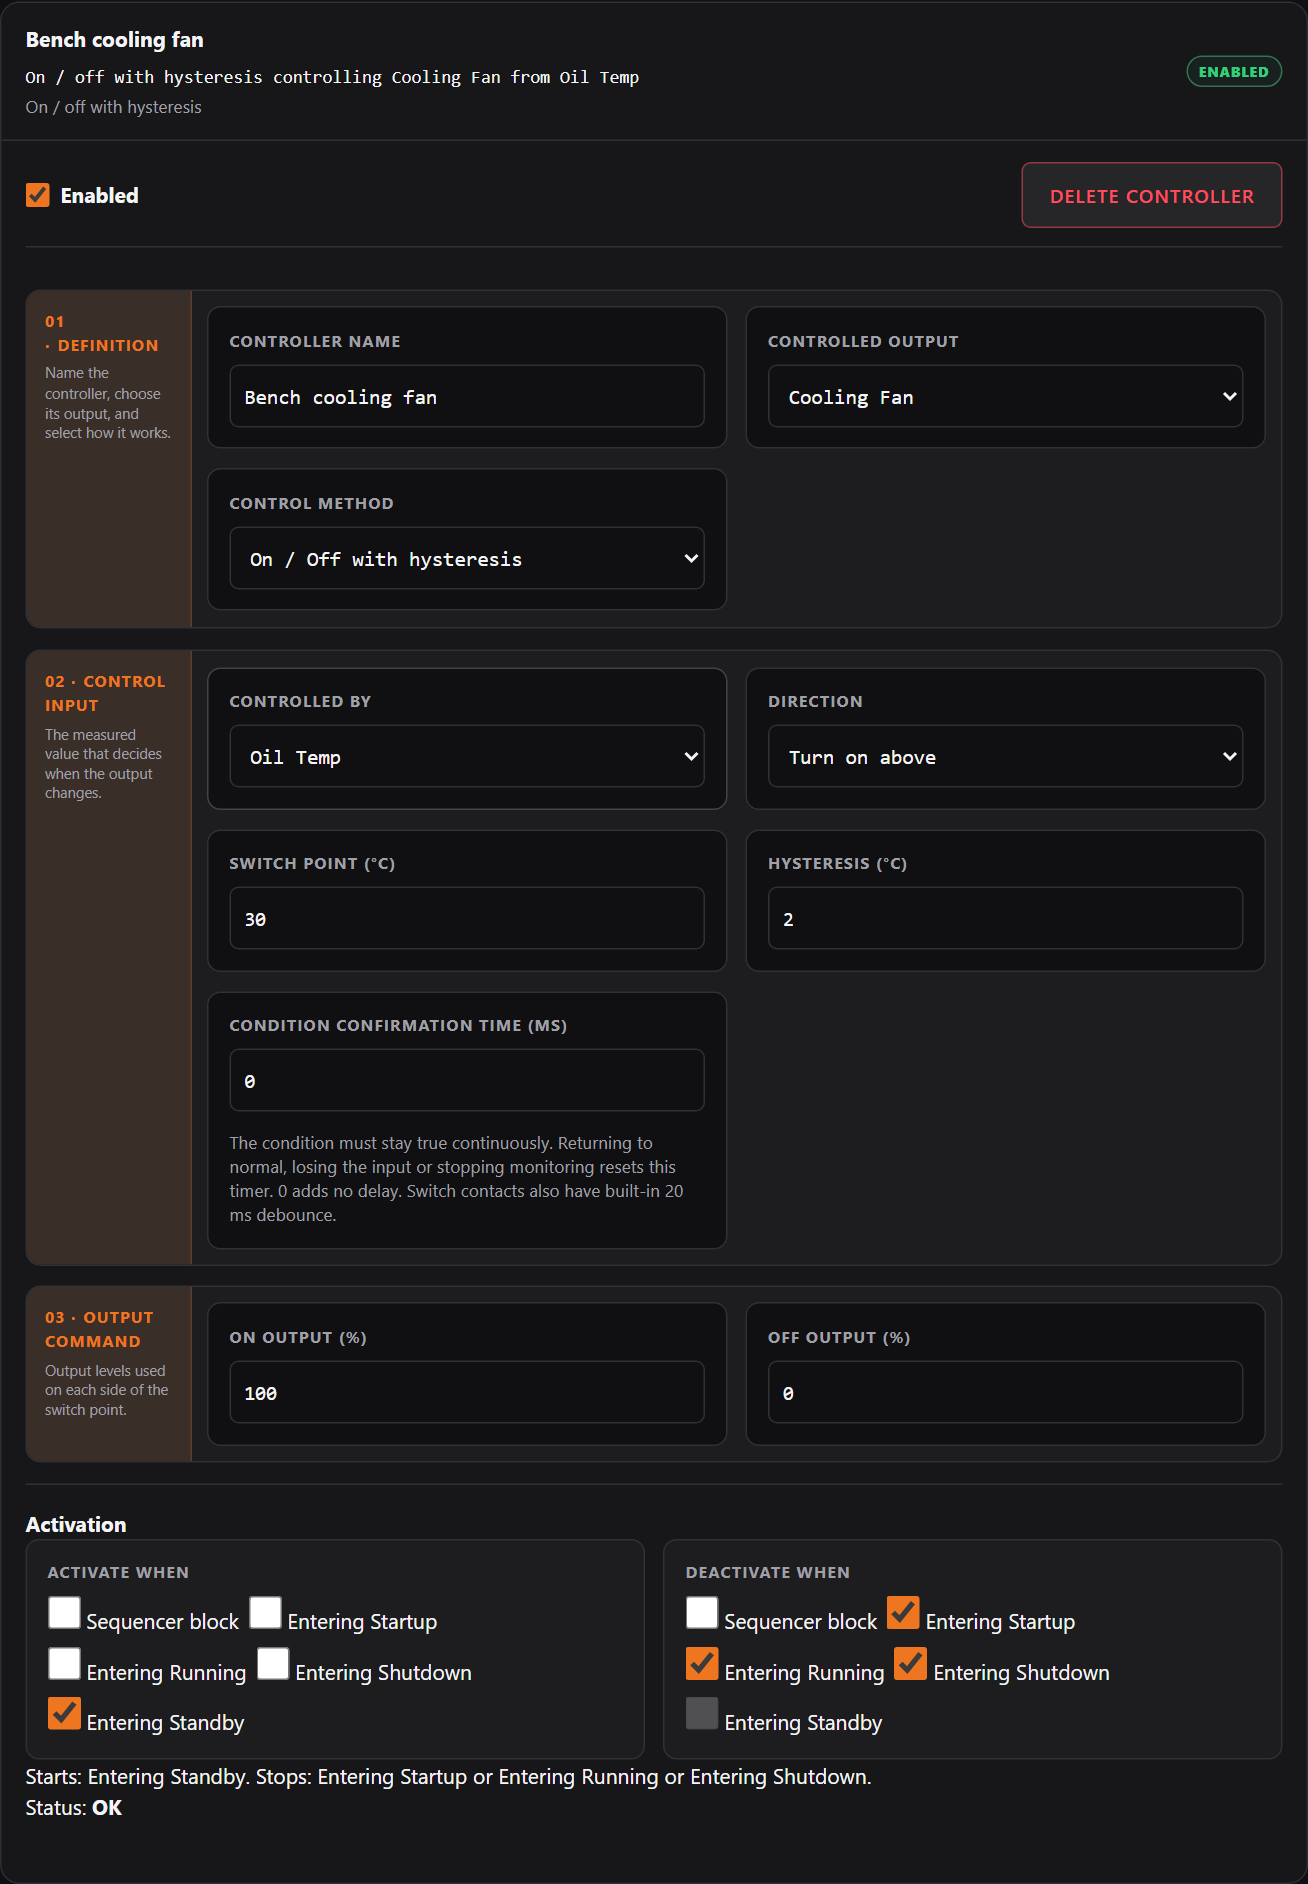 Bench cooling fan
On / off with hysteresis controlling Cooling Fan from Oil Temp
On / off with hysteresis
ENABLED
Enabled
DELETE CONTROLLER
01
· DEFINITION
Name the
controller, choose
its output, and
select how it works.
CONTROLLER NAME
Bench cooling fan
CONTROLLED OUTPUT
Cooling Fan
CONTROL METHOD
On / Off with hysteresis
02 · CONTROL
INPUT
The measured
value that decides
when the output
changes.
CONTROLLED BY
Oil Temp
DIRECTION
Turn on above
SWITCH POINT (°C)
30
HYSTERESIS (°C)
2
CONDITION CONFIRMATION TIME (MS)
0
The condition must stay true continuously. Returning to
normal, losing the input or stopping monitoring resets this
timer. 0 adds no delay. Switch contacts also have built-in 20
ms debounce.
03 · OUTPUT
COMMAND
Output levels used
on each side of the
switch point.
ON OUTPUT (%)
100
OFF OUTPUT (%)
0
Activation
ACTIVATE WHEN
Sequencer block Entering Startup
Entering Running Entering Shutdown
Entering Standby
DEACTIVATE WHEN
Sequencer block Entering Startup
Entering Running Entering Shutdown
Entering Standby
Starts: Entering Standby. Stops: Entering Startup or Entering Running or Entering Shutdown.
Status: OK